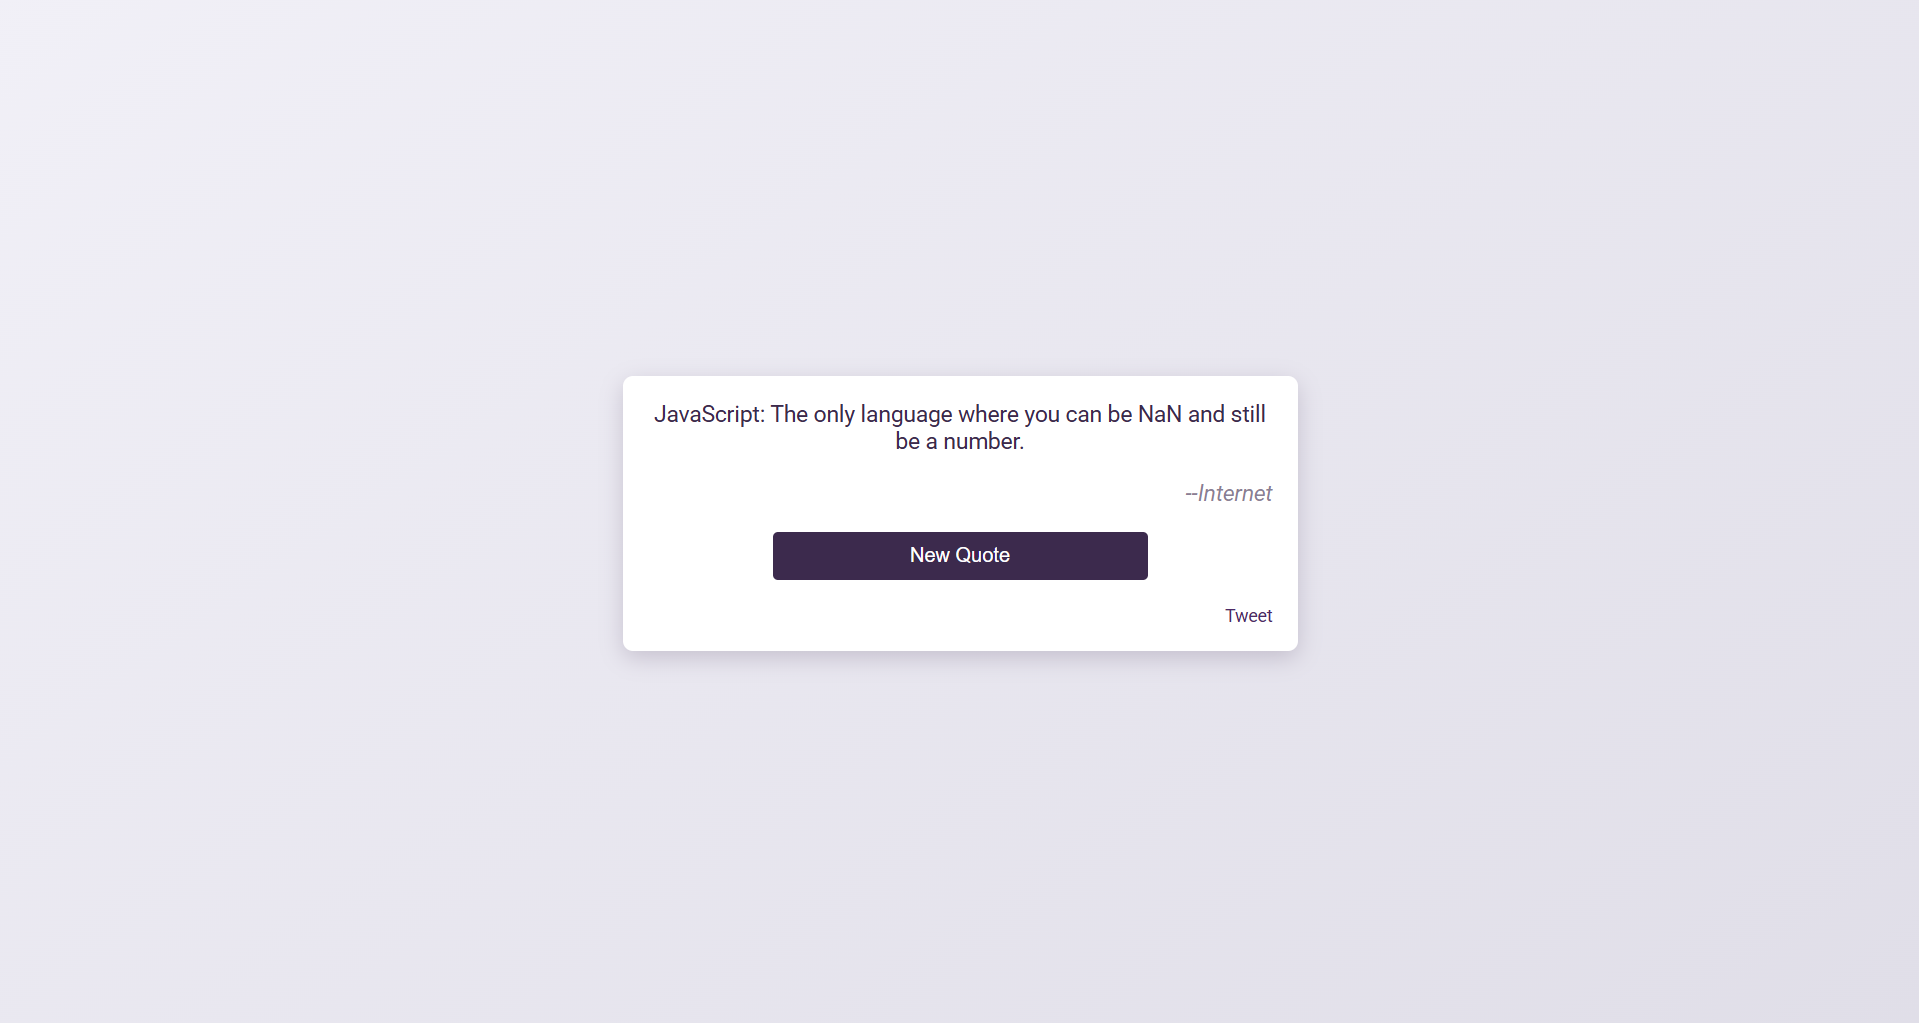 JavaScript: The only language where you can be NaN and still
be a number.
--Internet
New Quote
Tweet